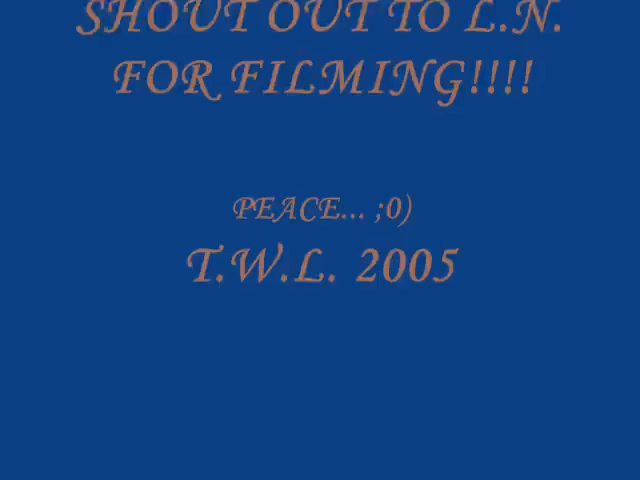 SHOUT OUT TO L.N.
FOR FILMING!!!!
PEACE... ;0)
T.W.L. 2005